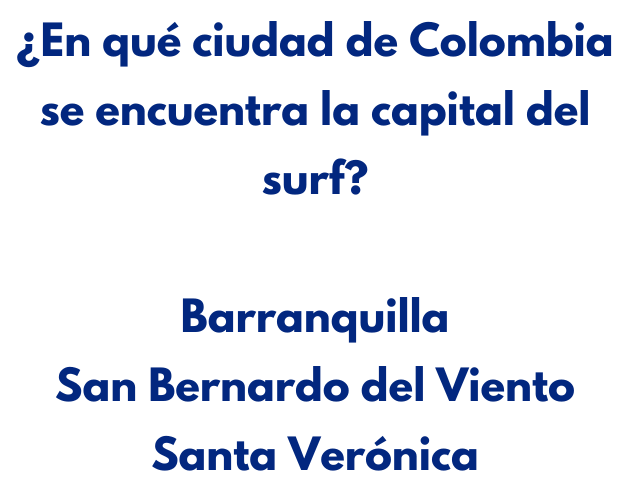 ¿En qué ciudad de Colombia
se encuentra la capital del
surf?
Barranquilla
San Bernardo del Viento
Santa Verónica